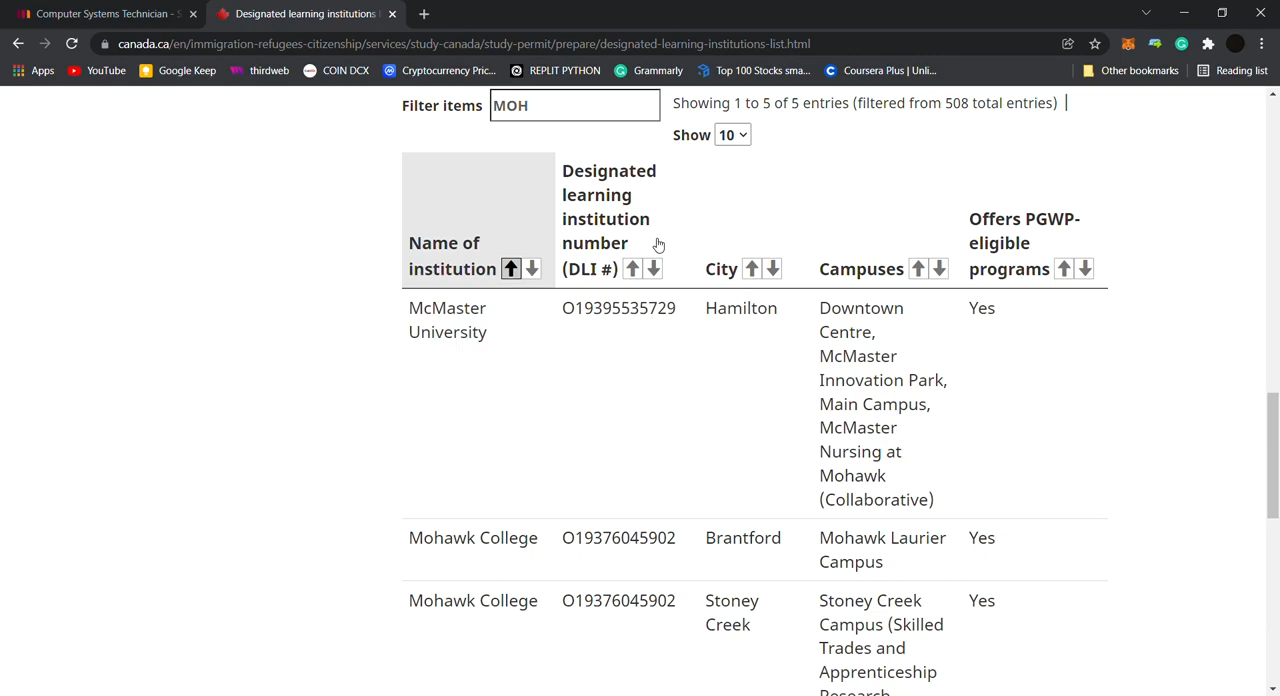 Computer Systems Technician - S
Designated learning institutions l
canada.ca/en/immigration-refugees-citizenship/services/study-canada/study-permit/prepare/designated-learning-institutions-list.html
Apps YouTube Google Keep thirdweb COIN DCX Cryptocurrency Pric... REPLIT PYTHON Grammarly Top 100 Stocks sma... Coursera Plus | Unli... Other bookmarks Reading list
Filter items MOH Showing 1 to 5 of 5 entries (filtered from 508 total entries) |
Show 10
Name of
institution
Designated
learning
institution
number
(DLI #)
City
Campuses
Offers PGWP-
eligible
programs
McMaster
University
O19395535729
Hamilton
Downtown
Centre,
McMaster
Innovation Park,
Main Campus,
McMaster
Nursing at
Mohawk
(Collaborative)
Yes
Mohawk College
O19376045902
Brantford
Mohawk Laurier
Campus
Yes
Mohawk College
O19376045902
Stoney
Creek
Stoney Creek
Campus (Skilled
Trades and
Apprenticeship
Research
Yes